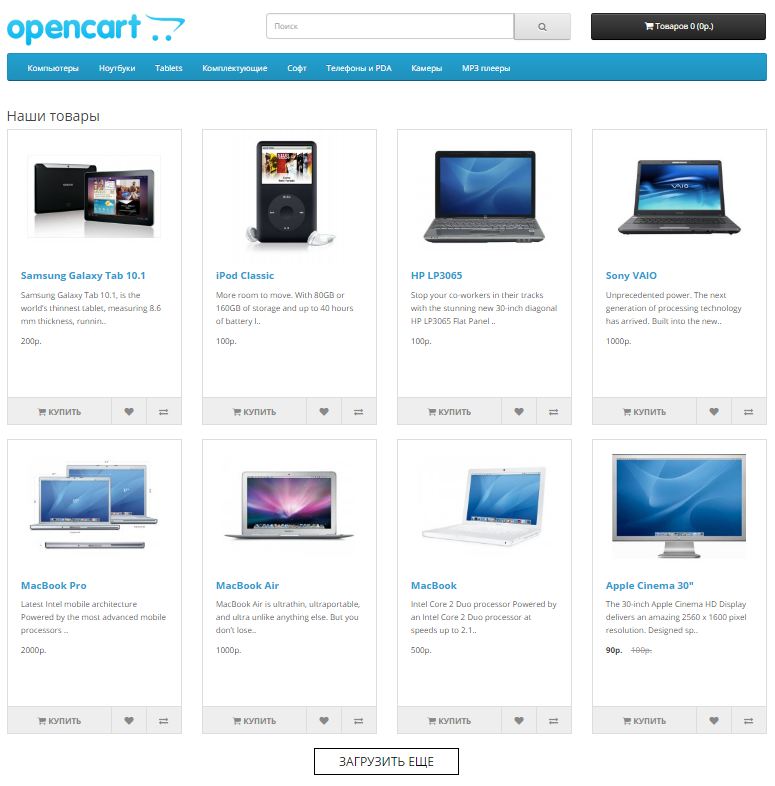 opencart
Поиск
Товаров 0 (0р.)
Компьютеры Ноутбуки Tablets Комплектующие Софт Телефоны и PDA Камеры MP3 плееры
Наши товары
Samsung Galaxy Tab 10.1
Samsung Galaxy Tab 10.1, is the
world's thinnest tablet, measuring 8.6
mm thickness, runnin..
200р.
КУПИТЬ
iPod Classic
More room to move. With 80GB or
160GB of storage and up to 40 hours
of battery l..
100р.
КУПИТЬ
HP LP3065
Stop your co-workers in their tracks
with the stunning new 30-inch diagonal
HP LP3065 Flat Panel ..
100р.
КУПИТЬ
VAIO
Sony VAIO
Unprecedented power. The next
generation of processing technology
has arrived. Built into the new..
1000р.
КУПИТЬ
MacBook Pro
Latest Intel mobile architecture
Powered by the most advanced mobile
processors ..
2000р.
КУПИТЬ
MacBook Air
MacBook Air is ultrathin, ultraportable,
and ultra unlike anything else. But you
don't lose..
1000р.
КУПИТЬ
MacBook
Intel Core 2 Duo processor Powered by
an Intel Core 2 Duo processor at
speeds up to 2.1..
500р.
КУПИТЬ
Apple Cinema 30"
The 30-inch Apple Cinema HD Display
delivers an amazing 2560 x 1600 pixel
resolution. Designed sp..
90р. 100р.
КУПИТЬ
ЗАГРУЗИТЬ ЕЩЕ